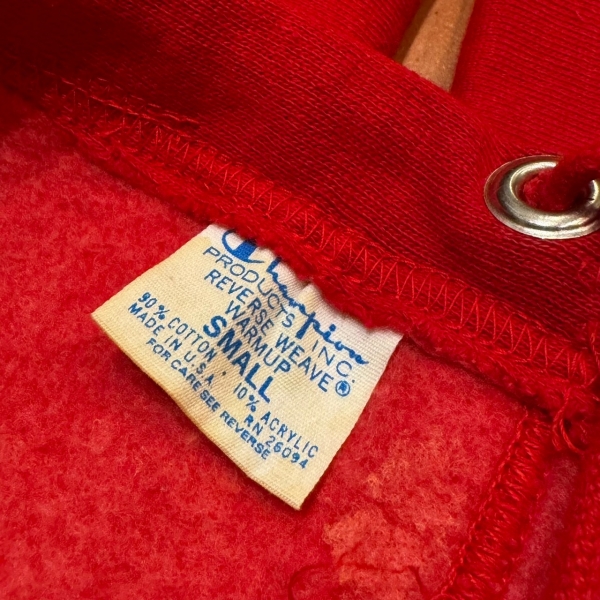 Champion
PRODUCTS INC.
REVERSE WEAVE®
WARMUP
SMALL
90% COTTON, 10% ACRYLIC
MADE IN U.S.A. RN 26094
FOR CARE SEE REVERSE